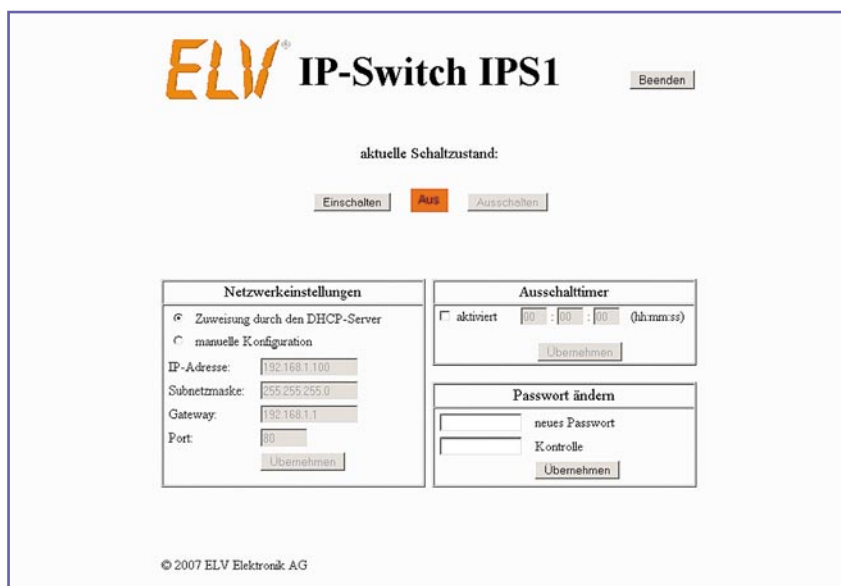 ELV® IP-Switch IPS1
Beenden
aktuelle Schaltzustand:
Einschalten Aus Ausschalten
Netzwerkeinstellungen
Zuweisung durch den DHCP-Server
manuelle Konfiguration
IP-Adresse: 192.168.1.100
Subnetzmaske: 255.255.255.0
Gateway: 192.168.1.1
Port: 80
Übernehmen
Ausschalttimer
aktiviert 00 : 00 : 00 (hh:mm:ss)
Übernehmen
Passwort ändern
neues Passwort
Kontrolle
Übernehmen
© 2007 ELV Elektronik AG